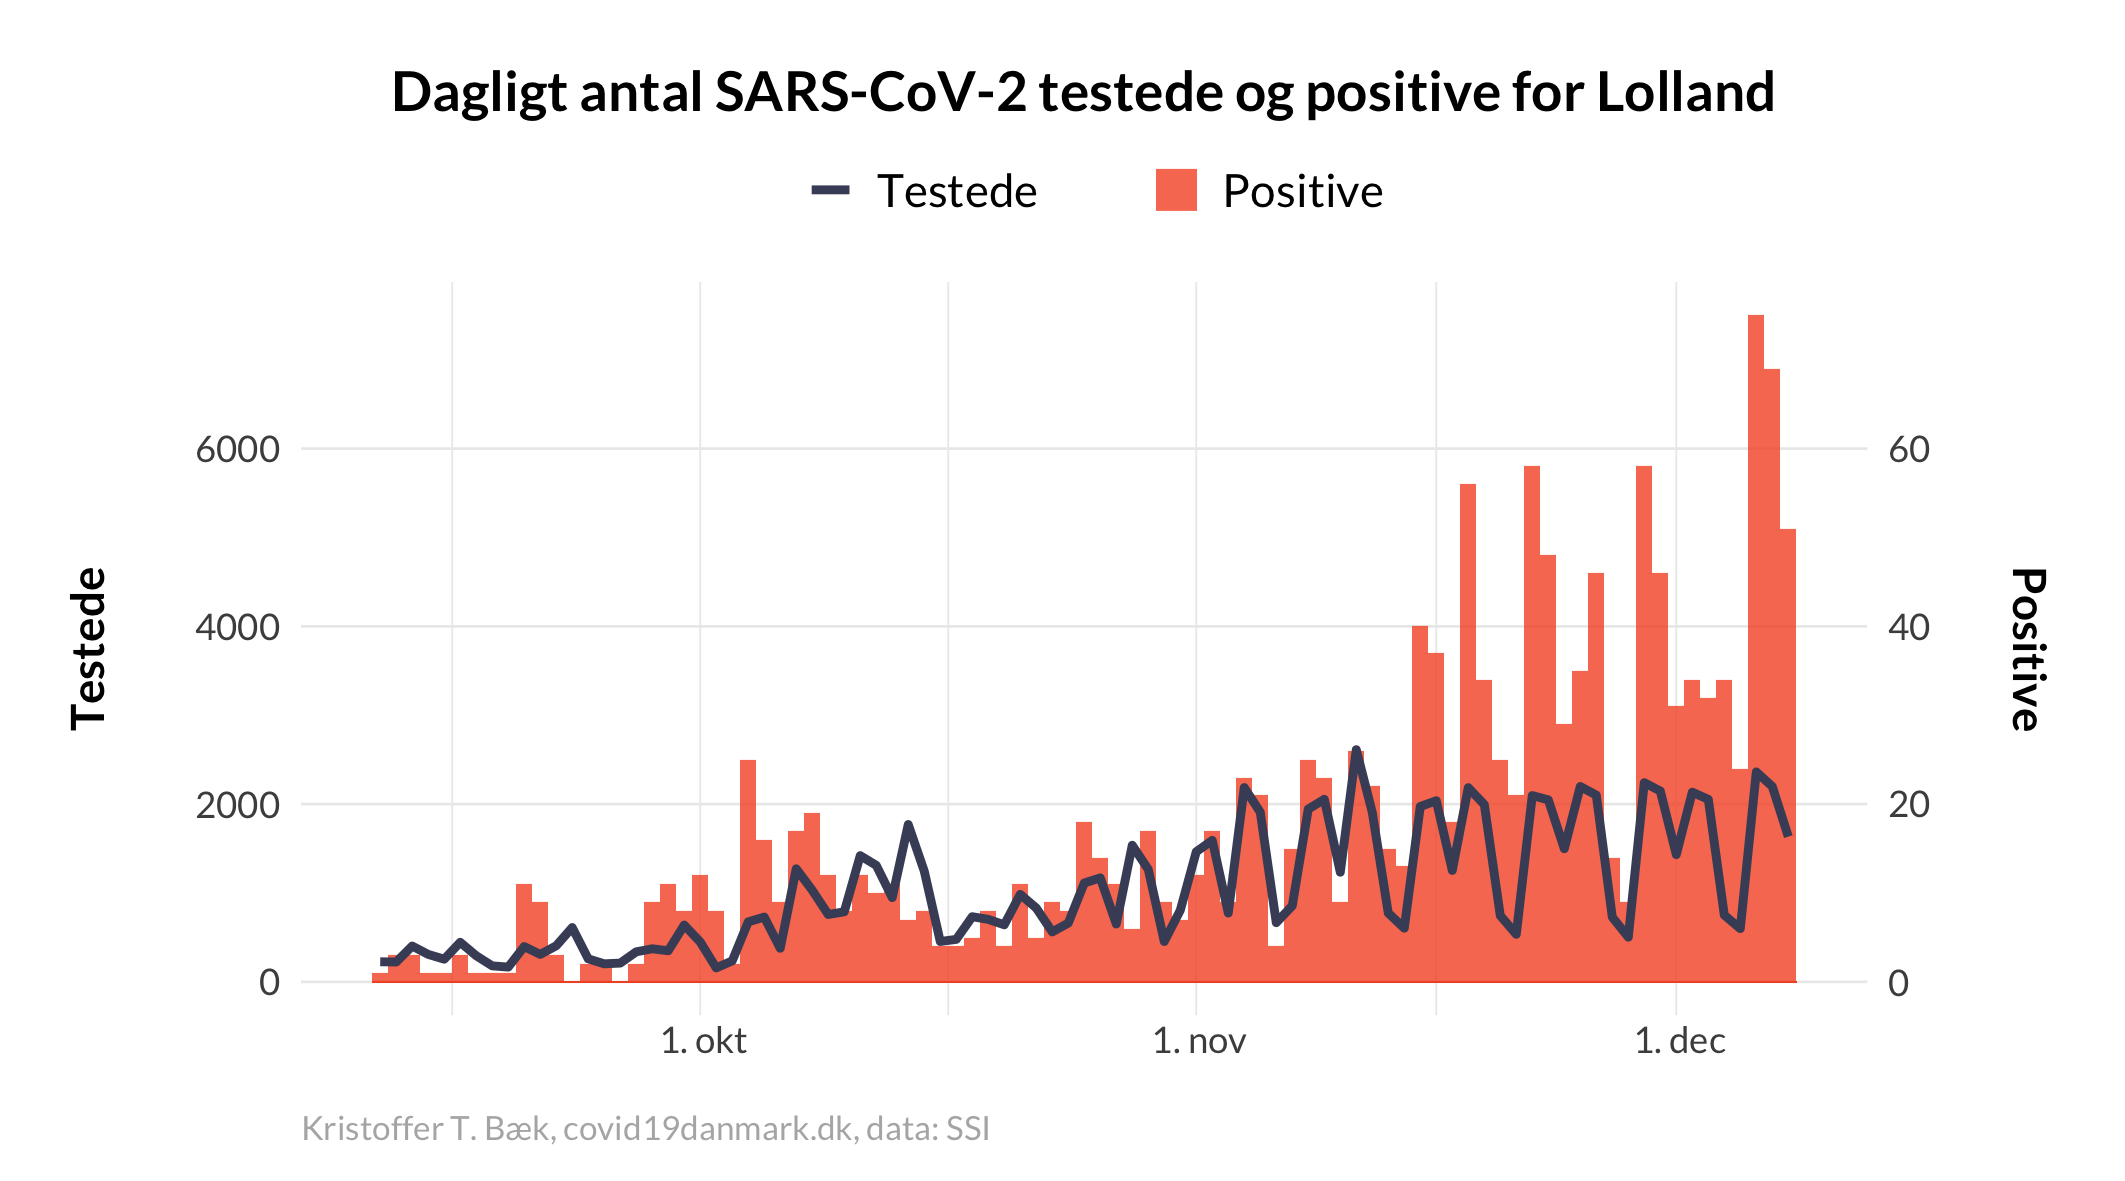 Dagligt antal SARS-CoV-2 testede og positive for Lolland
Testede
Positive
6000
4000
2000
0
60
40
20
0
Testede
Positive
1. okt
1. nov
1. dec
Kristoffer T. Bæk, covid19danmark.dk, data: SSI